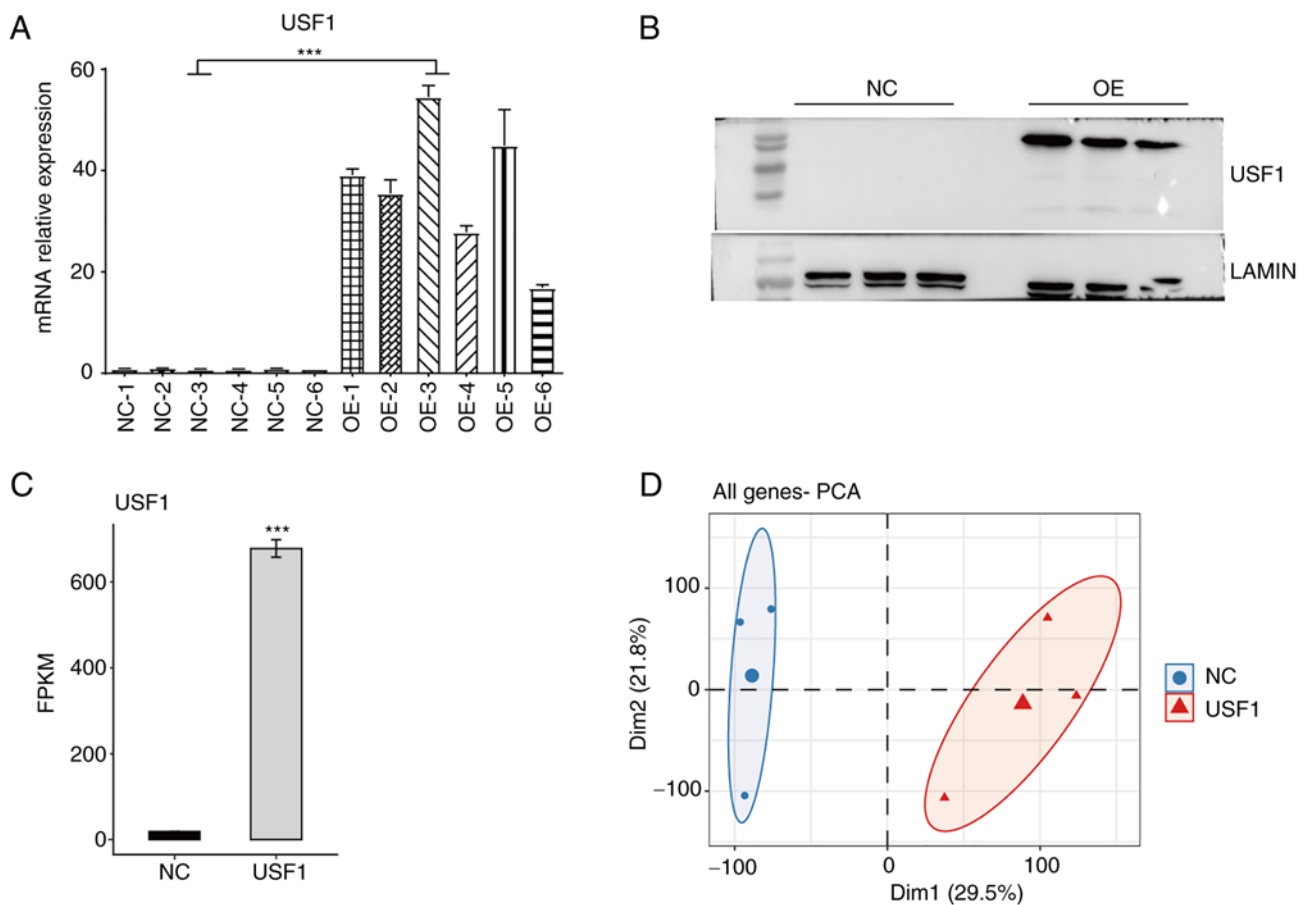 A
USF1
***
mRNA relative expression
60
40
20
0
NC-1
NC-2
NC-3
NC-4
NC-5
NC-6
OE-1
OE-2
OE-3
OE-4
OE-5
OE-6
B
NC
OE
USF1
LAMIN
C
USF1
***
FPKM
600
400
200
0
NC
USF1
D
All genes- PCA
Dim2 (21.8%)
100
0
−100
−100
0
100
Dim1 (29.5%)
NC
USF1